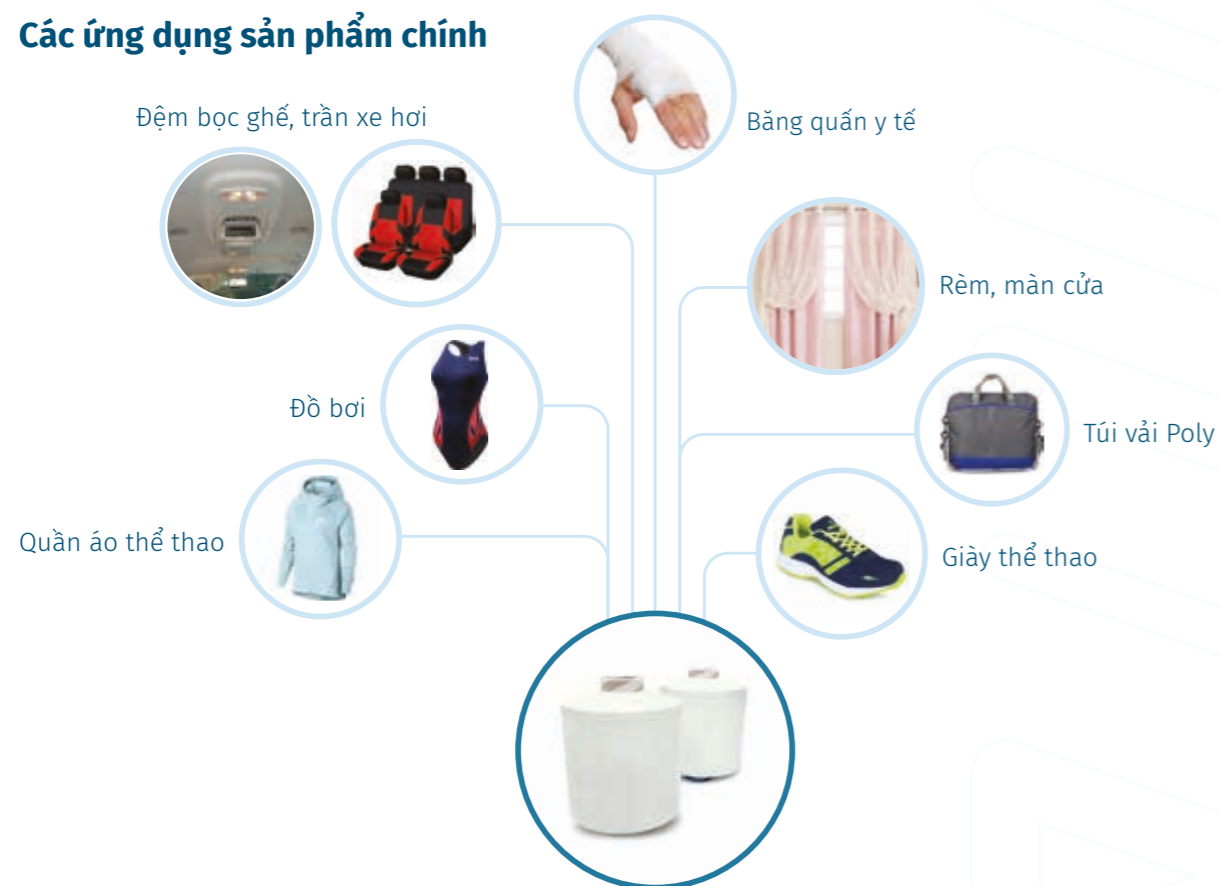 Các ứng dụng sản phẩm chính
Đệm bọc ghế, trần xe hơi
Băng quấn y tế
Rèm, màn cửa
Đồ bơi
Túi vải Poly
Quần áo thể thao
Giày thể thao